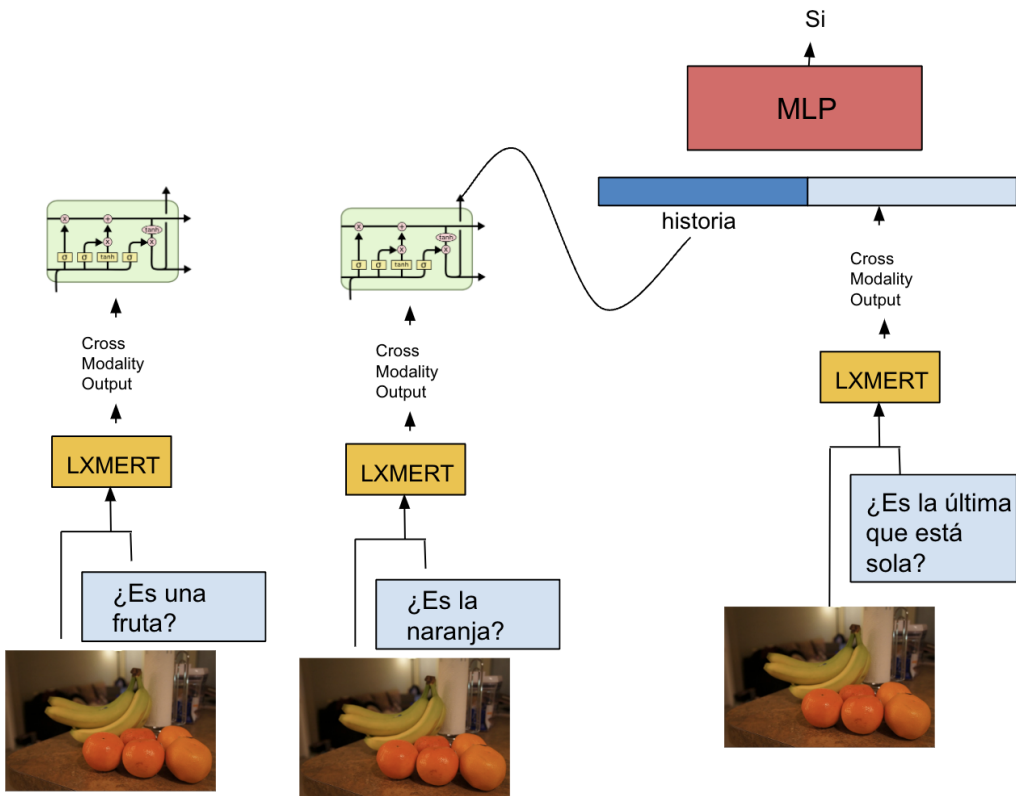 Si
MLP
historia
Cross
Modality
Output
LXMERT
¿Es la última
que está
sola?
x
+
tanh
x
x
σ
σ
tanh
σ
Cross
Modality
Output
LXMERT
¿Es una
fruta?
x
+
tanh
x
x
σ
σ
tanh
σ
Cross
Modality
Output
LXMERT
¿Es la
naranja?